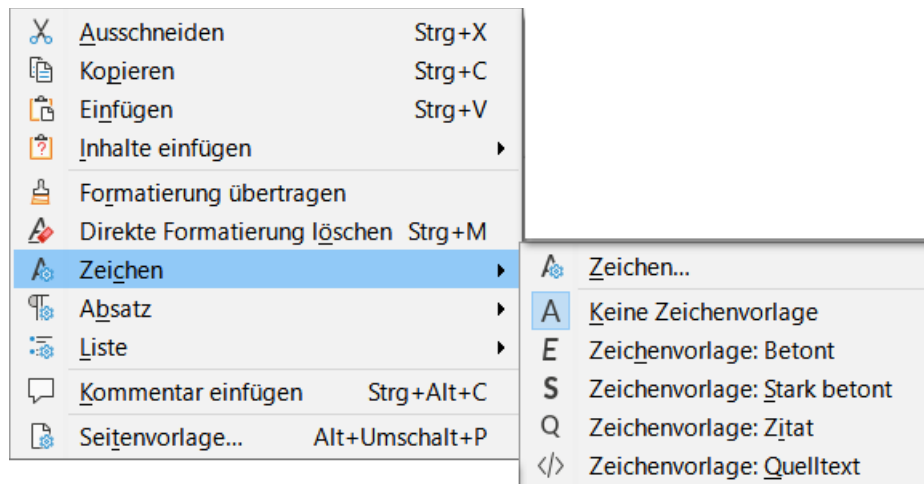 Ausschneiden Strg+X
Kopieren Strg+C
Einfügen Strg+V
Inhalte einfügen
Formatierung übertragen
Direkte Formatierung löschen Strg+M
Zeichen
Absatz
Liste
Kommentar einfügen Strg+Alt+C
Seitenvorlage... Alt+Umschalt+P
Zeichen...
A Keine Zeichenvorlage
E Zeichenvorlage: Betont
S Zeichenvorlage: Stark betont
Q Zeichenvorlage: Zitat
</> Zeichenvorlage: Quelltext